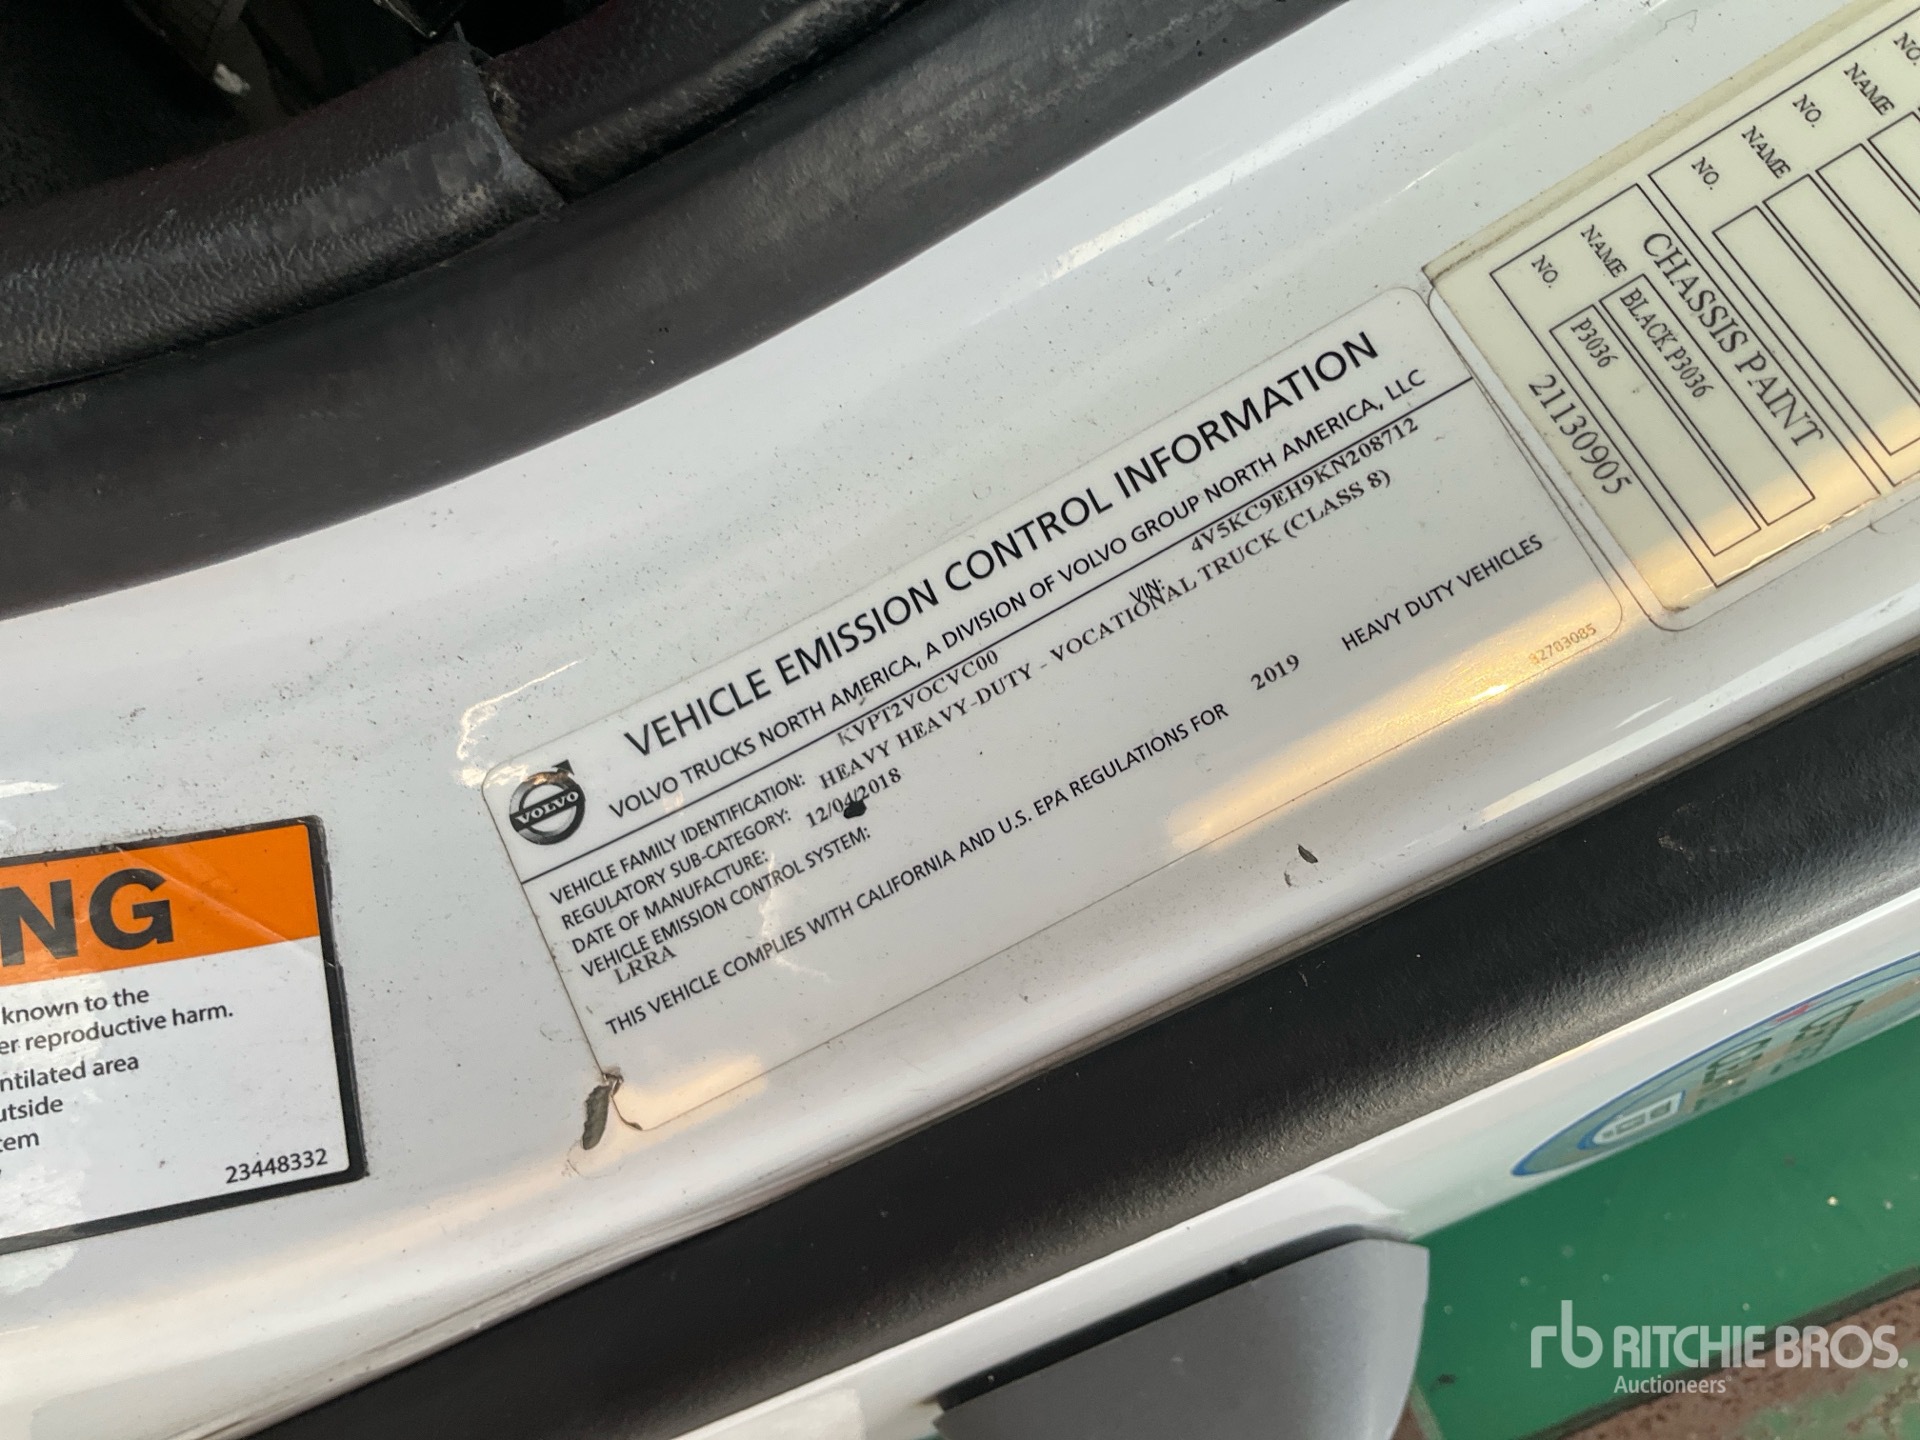 VEHICLE EMISSION CONTROL INFORMATION
VOLVO TRUCKS NORTH AMERICA, A DIVISION OF VOLVO GROUP NORTH AMERICA, LLC
VOLVO
VEHICLE FAMILY IDENTIFICATION: KVPT2VOCVC00 VIN: 4V5KC9EH9KN208712
REGULATORY SUB-CATEGORY: HEAVY HEAVY-DUTY - VOCATIONAL TRUCK (CLASS 8)
DATE OF MANUFACTURE: 12/04/2018
VEHICLE EMISSION CONTROL SYSTEM:
LRRA
THIS VEHICLE COMPLIES WITH CALIFORNIA AND U.S. EPA REGULATIONS FOR 2019 HEAVY DUTY VEHICLES
82783085
NO.
NAME
NO.
NAME
NO.
CHASSIS PAINT
NAME BLACK P3036
NO. P3036
21130905
NG
known to the
er reproductive harm.
ntilated area
utside
tem
23448332
rb RITCHIE BROS.
Auctioneers